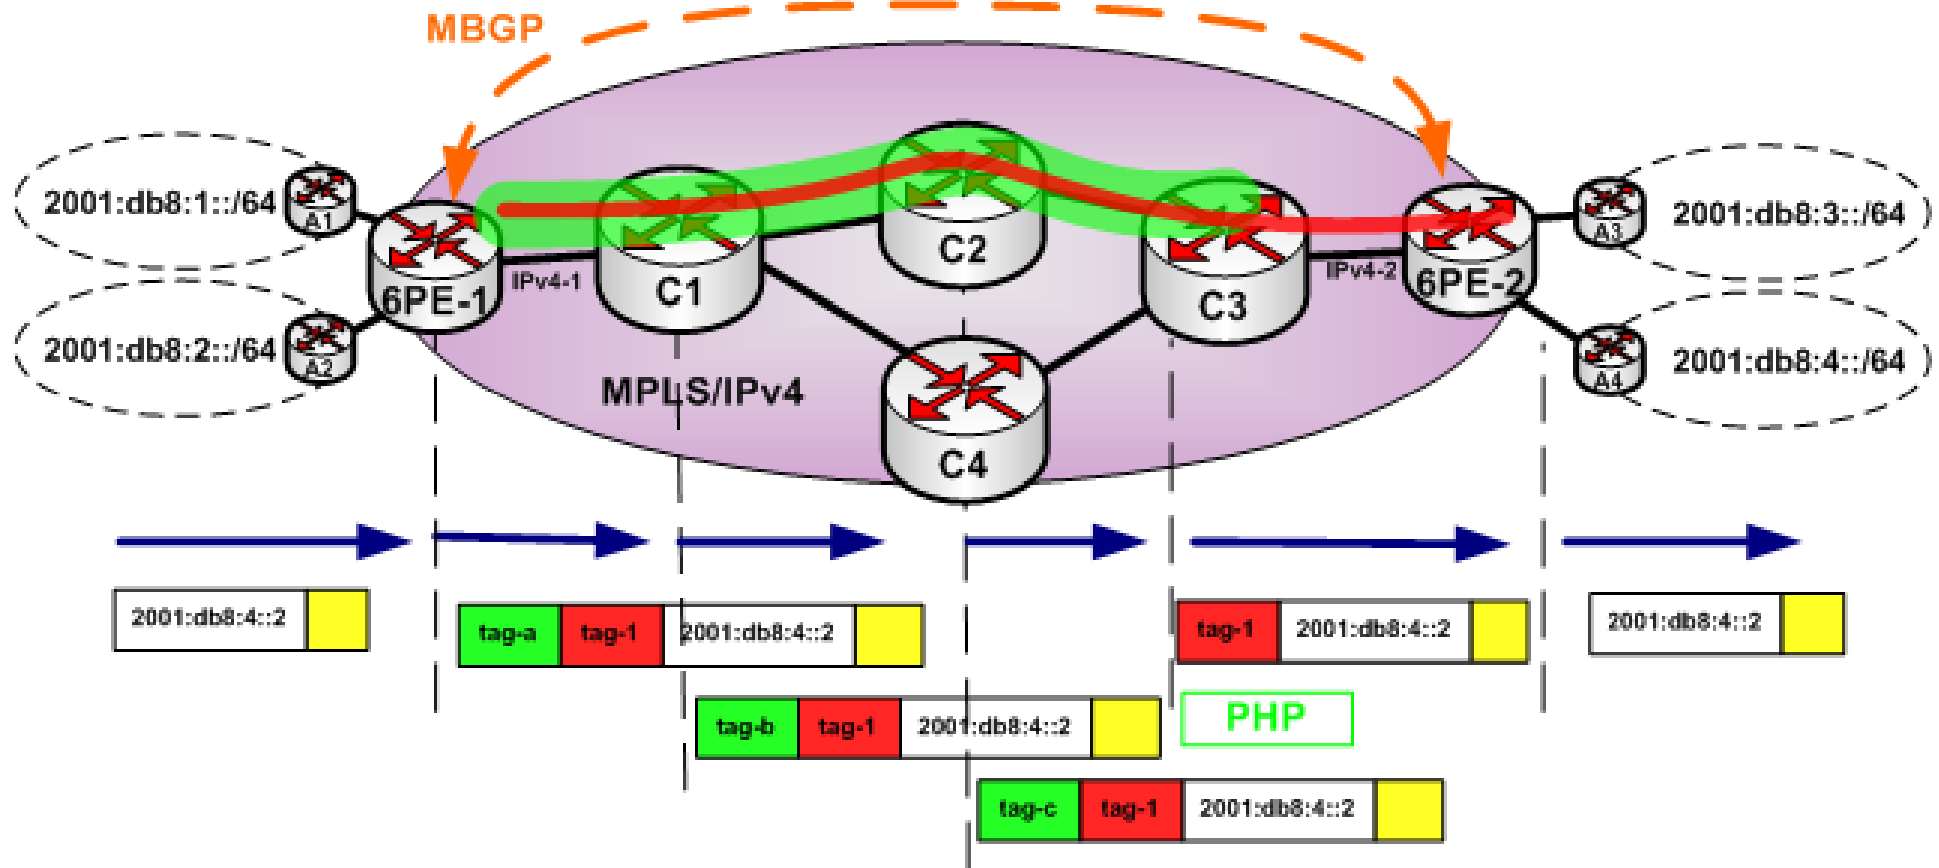 MBGP
2001:db8:1::/64
A1
2001:db8:2::/64
A2
6PE-1
IPv4-1
C1
C2
C3
C4
MPLS/IPv4
IPv4-2
6PE-2
A3
2001:db8:3::/64
A4
2001:db8:4::/64
2001:db8:4::2
tag-a tag-1 2001:db8:4::2
tag-b tag-1 2001:db8:4::2
tag-c tag-1 2001:db8:4::2
tag-1 2001:db8:4::2
PHP
2001:db8:4::2